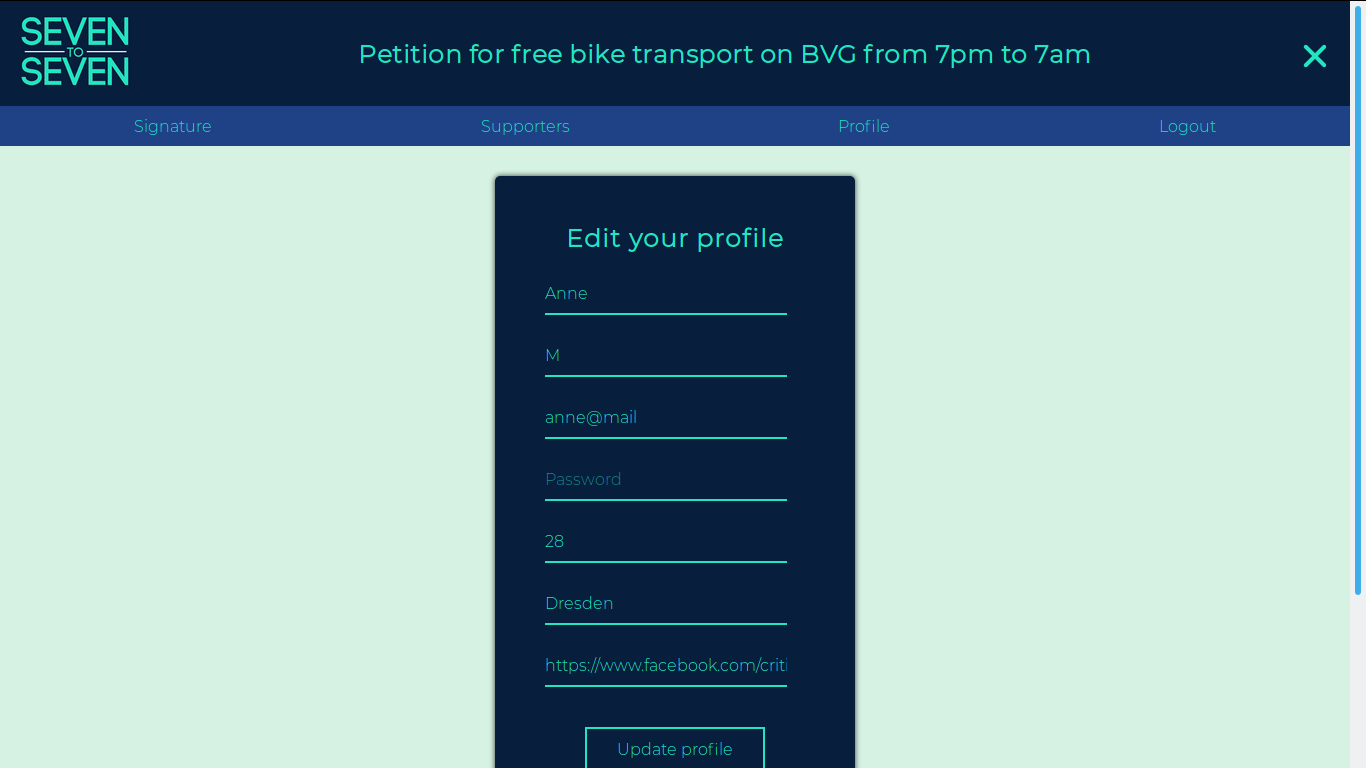 SEVEN
TO
SEVEN
Petition for free bike transport on BVG from 7pm to 7am
Signature Supporters Profile Logout
Edit your profile
Anne
M
anne@mail
Password
28
Dresden
https://www.facebook.com/criti
Update profile